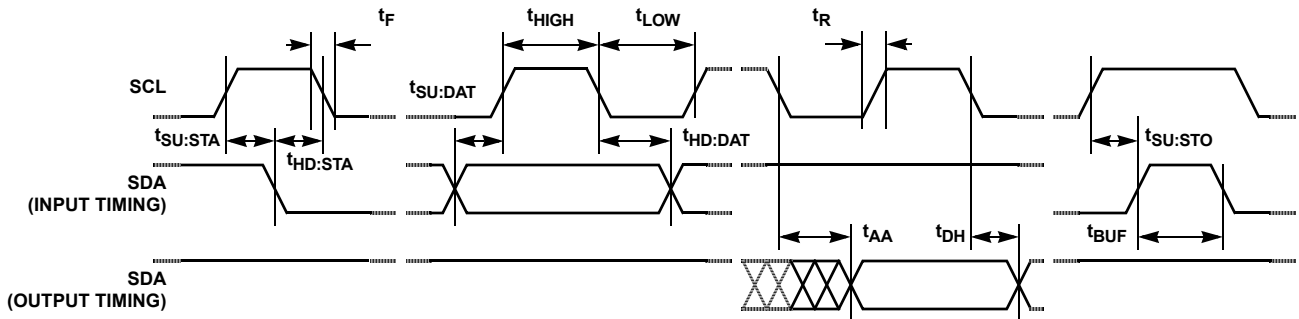 tF
tHIGH
tLOW
tR
SCL
tSU:DAT
tSU:STA
tHD:STA
tHD:DAT
tSU:STO
SDA
(INPUT TIMING)
tAA
tDH
tBUF
SDA
(OUTPUT TIMING)